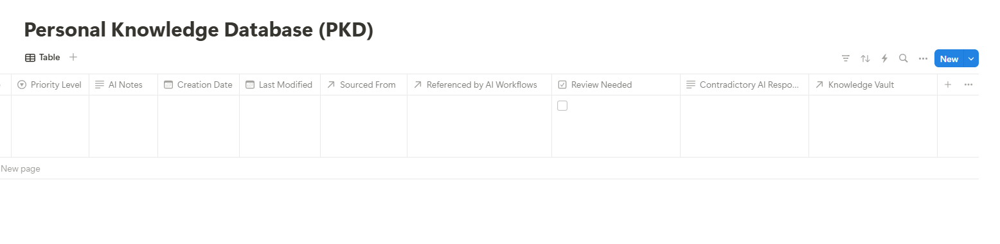 Personal Knowledge Database (PKD)
Table
New
Priority Level AI Notes Creation Date Last Modified Sourced From Referenced by AI Workflows Review Needed Contradictory AI Respo... Knowledge Vault
New page